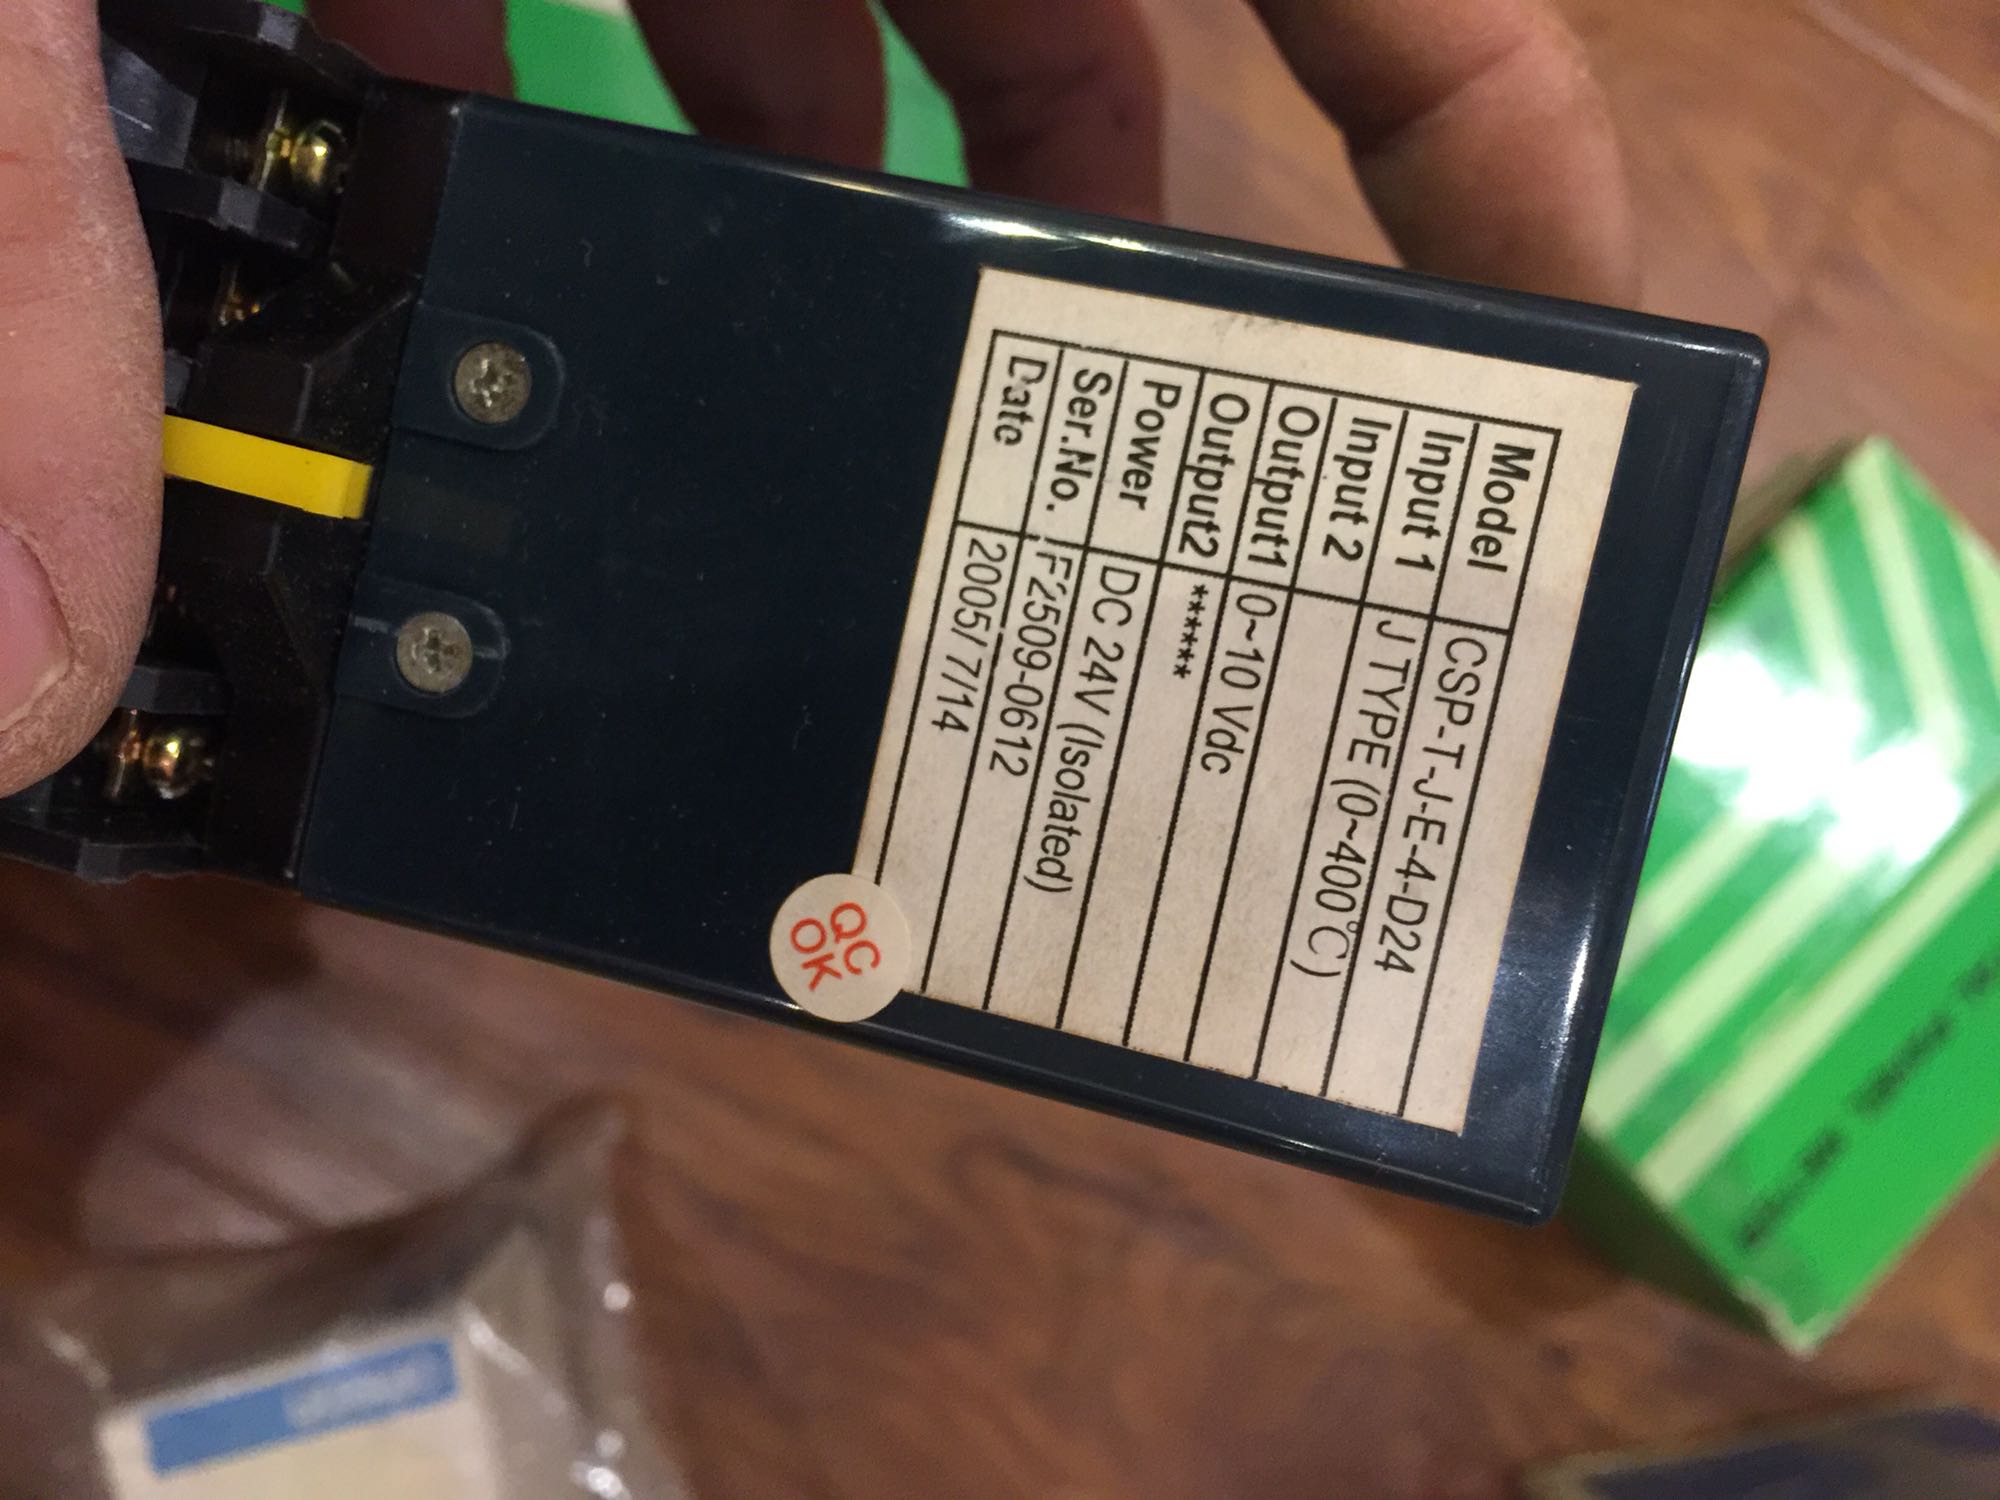 Model CSP-T-J-E-4-D24
Input 1 J TYPE (0~400℃)
Input 2
Output1 0~10 Vdc
Output2 ******
Power DC 24V (Isolated)
Ser.No. F2509-0612
Date 2005/7/14
QC
OK